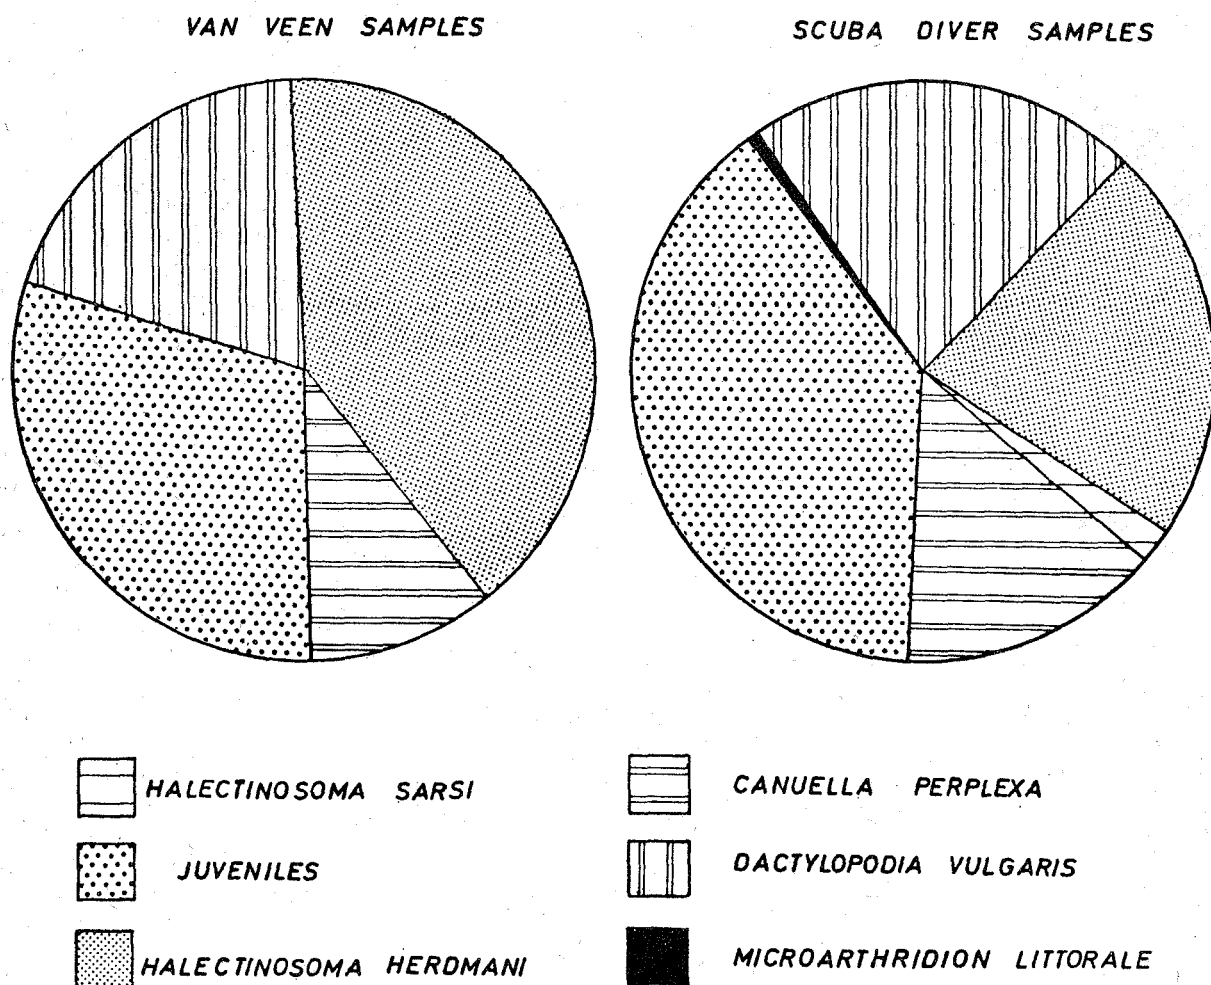 VAN VEEN SAMPLES
SCUBA DIVER SAMPLES
HALECTINOSOMA SARSI
CANUELLA PERPLEXA
JUVENILES
DACTYLOPODIA VULGARIS
HALECTINOSOMA HERDMANI
MICROARTHRIDION LITTORALE